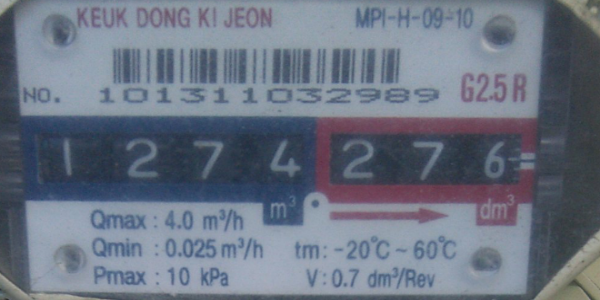 KEUK DONG KI JEON MPI-H-09-10
NO. 101311032989 G2.5 R
1274 276
m³ dm³
Qmax : 4.0 m³/h
Qmin : 0.025 m³/h tm: -20℃ ~ 60℃
Pmax : 10 kPa V : 0.7 dm³/Rev